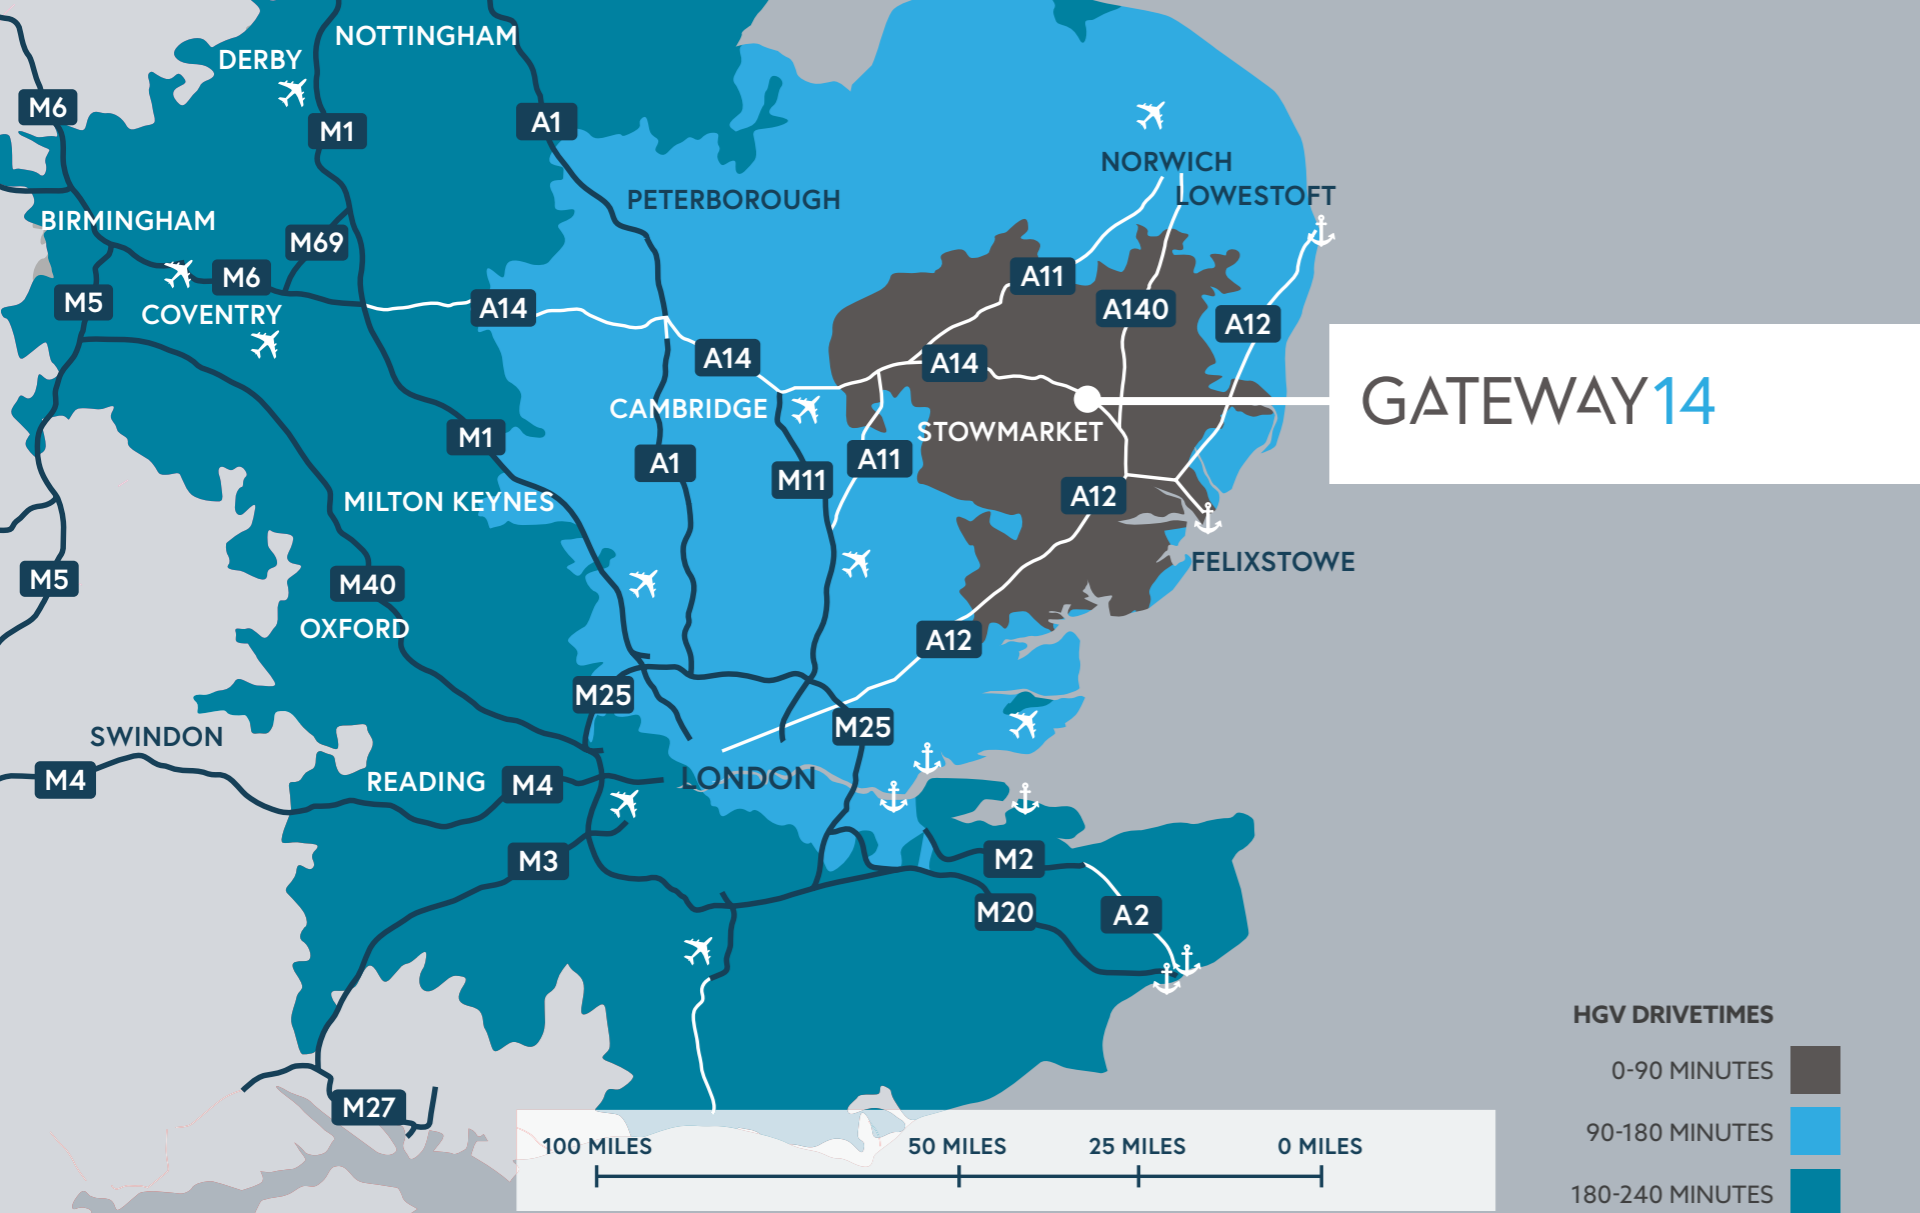 NOTTINGHAM
DERBY
M6
A1
M1
NORWICH
LOWESTOFT
PETERBOROUGH
BIRMINGHAM
M69
M6
A11
M5
COVENTRY
A14
A140
A12
A14
A14
GATEWAY14
CAMBRIDGE
STOWMARKET
M1
A1
A11
M11
MILTON KEYNES
A12
FELIXSTOWE
M5
M40
OXFORD
A12
M25
M25
SWINDON
M4
READING
M4
LONDON
M3
M2
M20
A2
HGV DRIVETIMES
0-90 MINUTES
M27
90-180 MINUTES
100 MILES 50 MILES 25 MILES 0 MILES
180-240 MINUTES